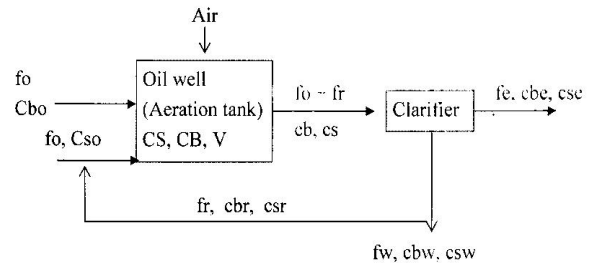 Air
fo
Cbo
fo, Cso
Oil well
(Aeration tank)
CS, CB, V
fo - fr
cb, cs
Clarifier
fe, cbe, cse
fr, cbr, csr
fw, cbw, csw